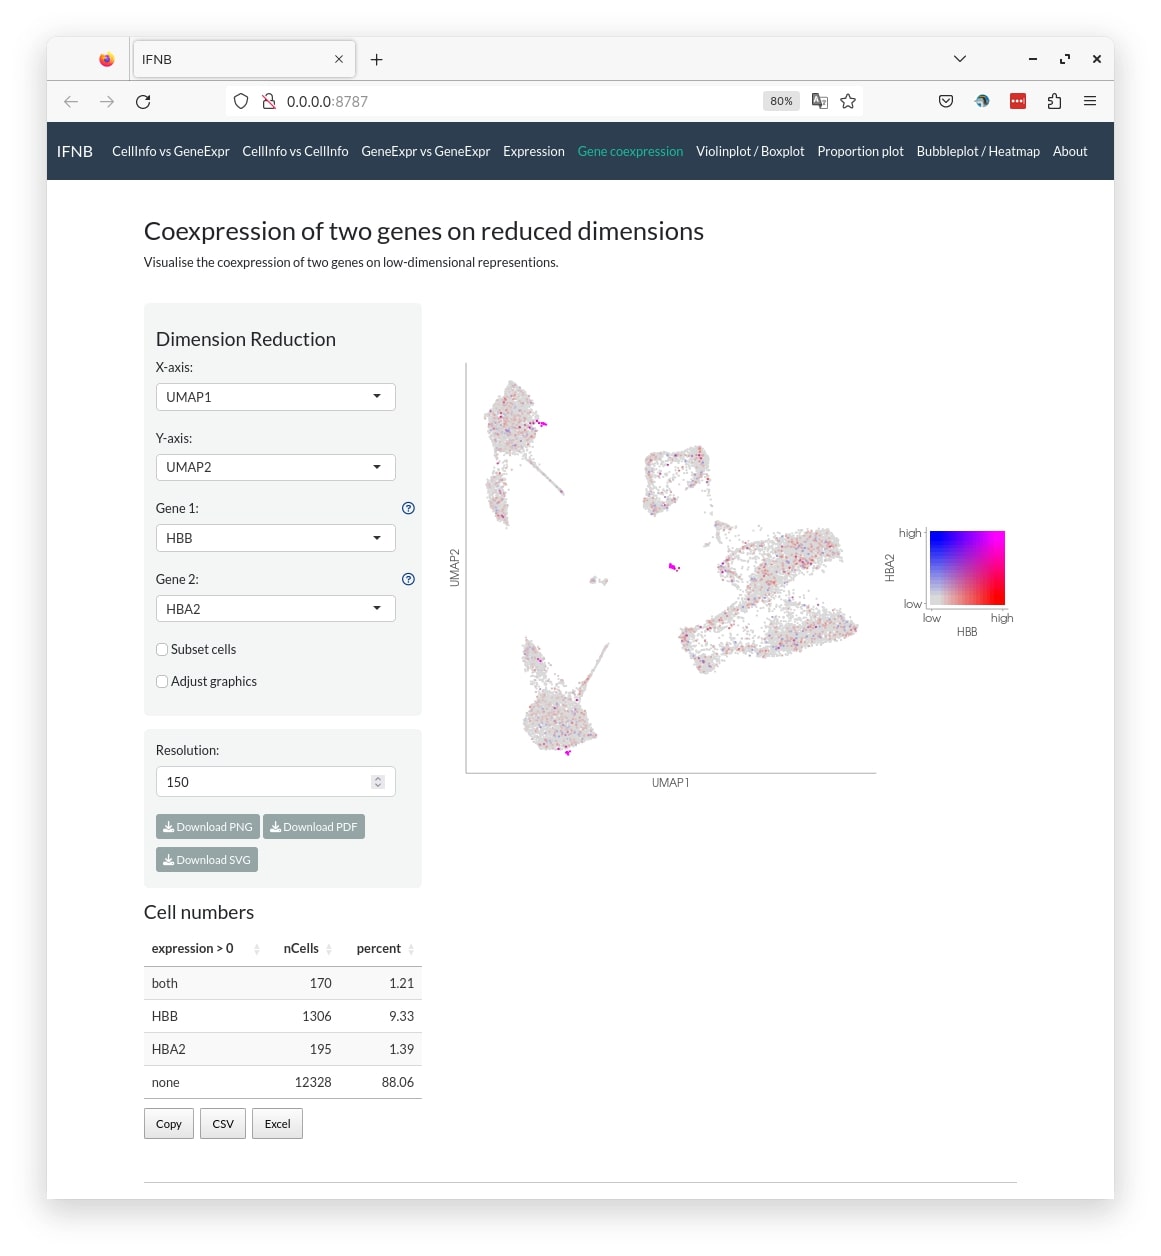 IFNB
0.0.0.0:8787
80%
IFNB CellInfo vs GeneExpr CellInfo vs CellInfo GeneExpr vs GeneExpr Expression Gene coexpression Violinplot / Boxplot Proportion plot Bubbleplot / Heatmap About
Coexpression of two genes on reduced dimensions
Visualise the coexpression of two genes on low-dimensional represen­tions.
Dimension Reduction
X-axis:
UMAP1
Y-axis:
UMAP2
Gene 1:
HBB
Gene 2:
HBA2
Subset cells
Adjust graphics
Resolution:
150
Download PNG Download PDF
Download SVG
Cell numbers
expression > 0 nCells percent
both 170 1.21
HBB 1306 9.33
HBA2 195 1.39
none 12328 88.06
Copy CSV Excel
UMAP2
UMAP1
HBA2
high
low
low high
HBB